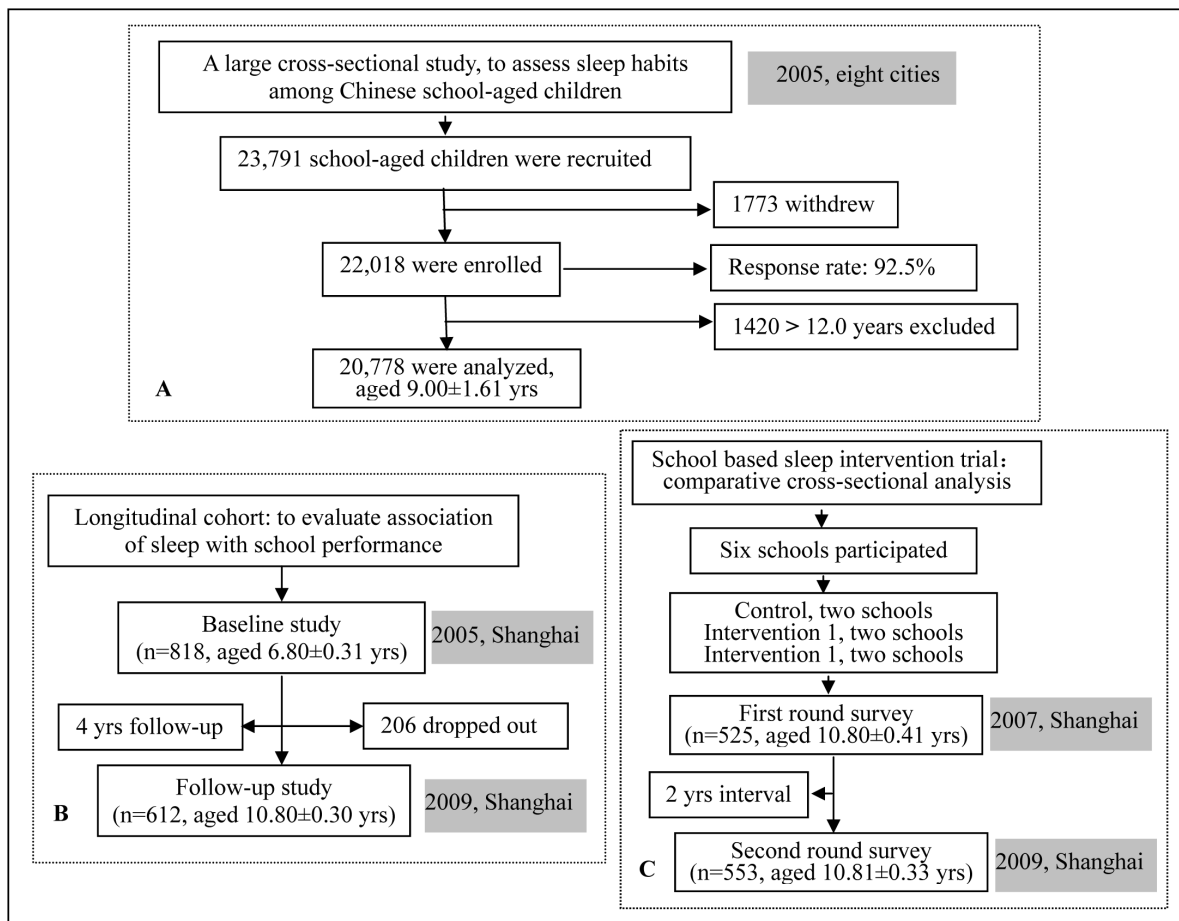 A large cross-sectional study, to assess sleep habits
among Chinese school-aged children
2005, eight cities
23,791 school-aged children were recruited
1773 withdrew
22,018 were enrolled
Response rate: 92.5%
1420 > 12.0 years excluded
20,778 were analyzed,
aged 9.00±1.61 yrs
A
Longitudinal cohort: to evaluate association
of sleep with school performance
Baseline study
(n=818, aged 6.80±0.31 yrs)
2005, Shanghai
4 yrs follow-up
206 dropped out
Follow-up study
(n=612, aged 10.80±0.30 yrs)
2009, Shanghai
B
School based sleep intervention trial：
comparative cross-sectional analysis
Six schools participated
Control, two schools
Intervention 1, two schools
Intervention 1, two schools
First round survey
(n=525, aged 10.80±0.41 yrs)
2007, Shanghai
2 yrs interval
Second round survey
(n=553, aged 10.81±0.33 yrs)
2009, Shanghai
C